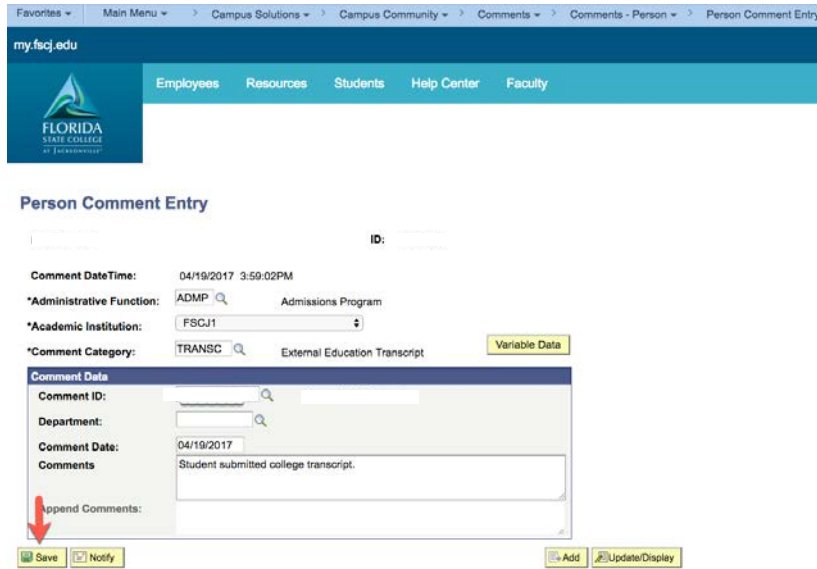 Favorites Main Menu > Campus Solutions > Campus Community > Comments > Comments - Person > Person Comment Entry
my.fscj.edu
Employees Resources Students Help Center Faculty
FLORIDA
STATE COLLEGE
AT JACKSONVILLE
Person Comment Entry
ID:
Comment DateTime: 04/19/2017 3:59:02PM
*Administrative Function: ADMP Admissions Program
*Academic Institution: FSCJ1
*Comment Category: TRANSC External Education Transcript Variable Data
Comment Data
Comment ID:
Department:
Comment Date: 04/19/2017
Comments Student submitted college transcript.
Append Comments:
Save Notify Add Update/Display